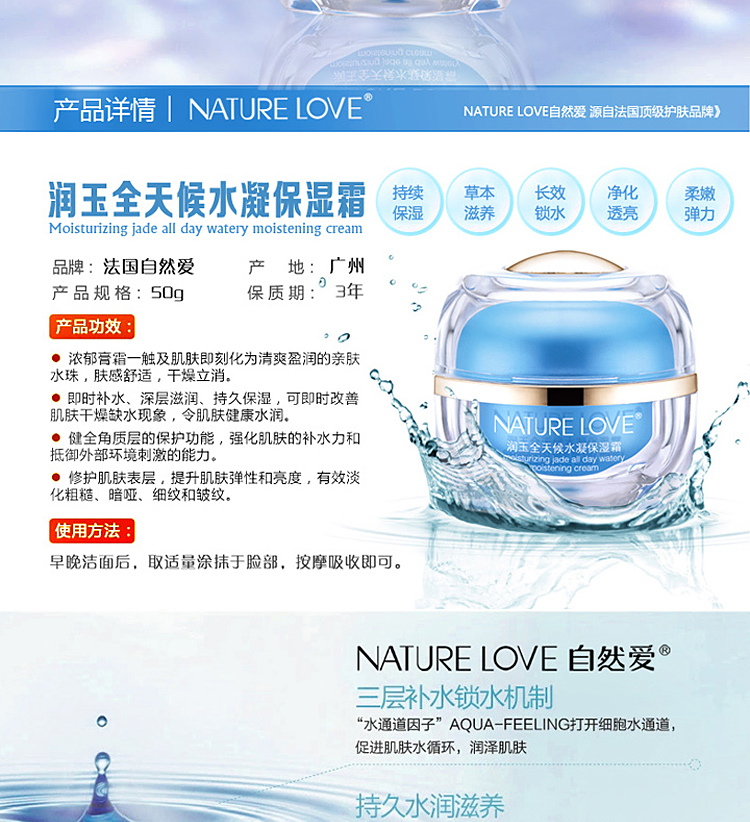 产品详情 | NATURE LOVE®
NATURE LOVE自然爱 源自法国顶级护肤品牌》
润玉全天候水凝保湿霜
Moisturizing jade all day watery moistening cream
持续
保湿
草本
滋养
长效
锁水
净化
透亮
柔嫩
弹力
品牌：法国自然爱
产 地：广州
产品规格：50g
保质期：3年
产品功效：
● 浓郁膏霜一触及肌肤即刻化为清爽盈润的亲肤
水珠，肤感舒适，干燥立消。
● 即时补水、深层滋润、持久保湿，可即时改善
肌肤干燥缺水现象，令肌肤健康水润。
● 健全角质层的保护功能，强化肌肤的补水力和
抵御外部环境刺激的能力。
● 修护肌肤表层，提升肌肤弹性和亮度，有效淡
化粗糙、暗哑、细纹和皱纹。
NATURE LOVE®
润玉全天候水凝保湿霜
moisturizing jade all day watery
moistening cream
使用方法：
早晚洁面后，取适量涂抹于脸部，按摩吸收即可。
NATURE LOVE 自然爱®
三层补水锁水机制
“水通道因子”AQUA-FEELING打开细胞水通道，
促进肌肤水循环，润泽肌肤
持久水润滋养